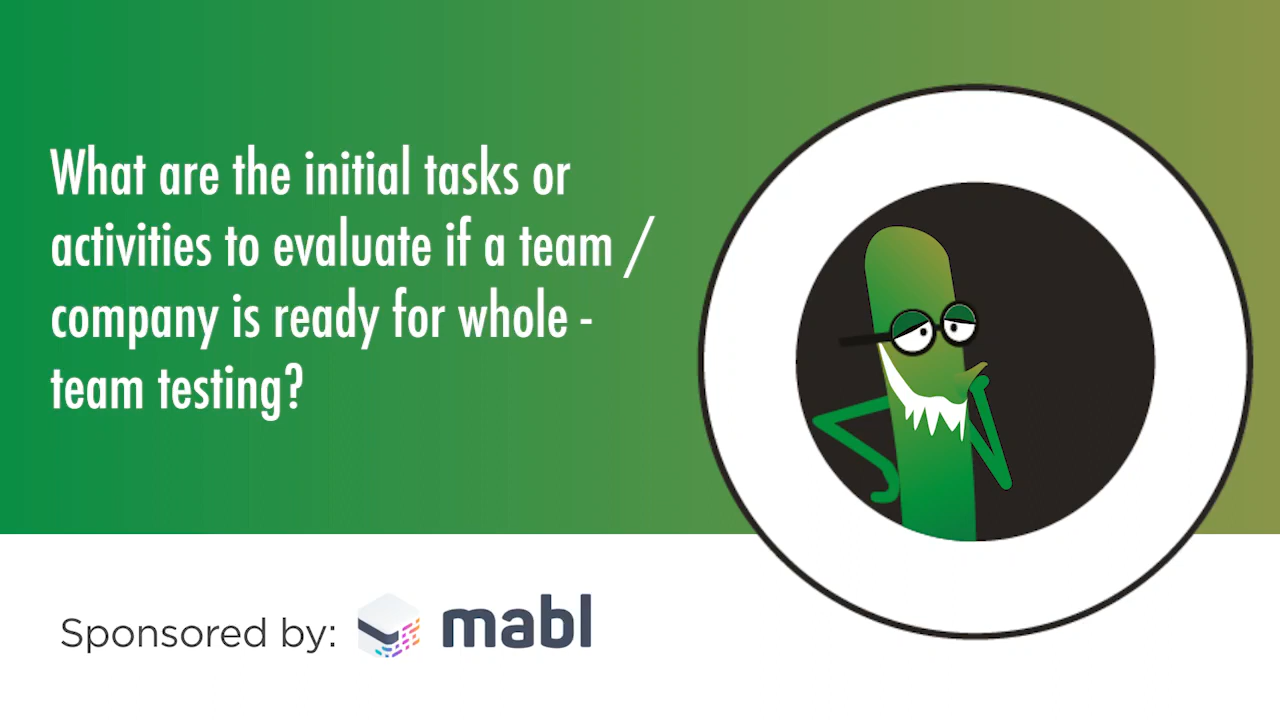 What are the initial tasks or
activities to evaluate if a team /
company is ready for whole -
team testing?
Sponsored by: mabl